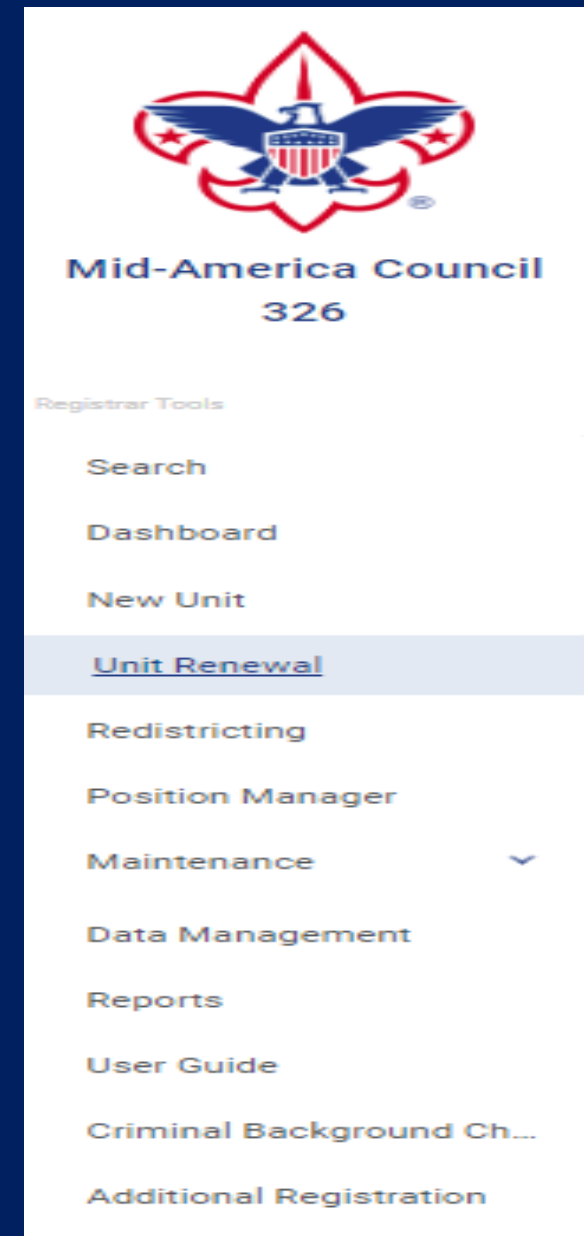 ®
Mid-America Council
326
Registrar Tools
Search
Dashboard
New Unit
Unit Renewal
Redistricting
Position Manager
Maintenance
Data Management
Reports
User Guide
Criminal Background Ch...
Additional Registration